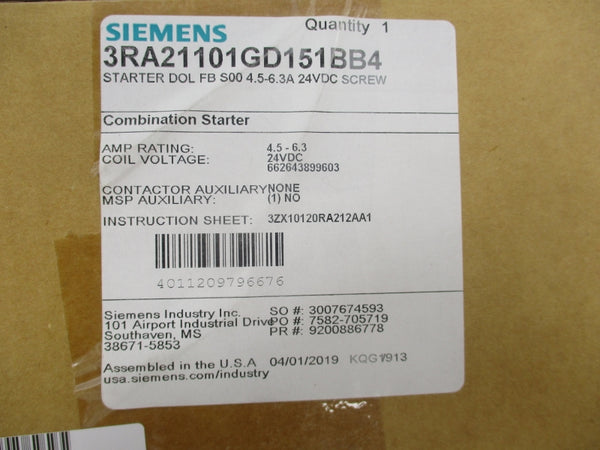 SIEMENS Quantity 1
3RA21101GD151BB4
STARTER DOL FB S00 4.5-6.3A 24VDC SCREW
Combination Starter
AMP RATING: 4.5 - 6.3
COIL VOLTAGE: 24VDC
662643899603
CONTACTOR AUXILIARY NONE
MSP AUXILIARY: (1) NO
INSTRUCTION SHEET: 3ZX10120RA212AA1
4011209796676
Siemens Industry Inc. SO #: 3007674593
101 Airport Industrial Drive PO #: 7582-705719
Southaven, MS PR #: 9200886778
38671-5853
Assembled in the U.S.A 04/01/2019
usa.siemens.com/industry